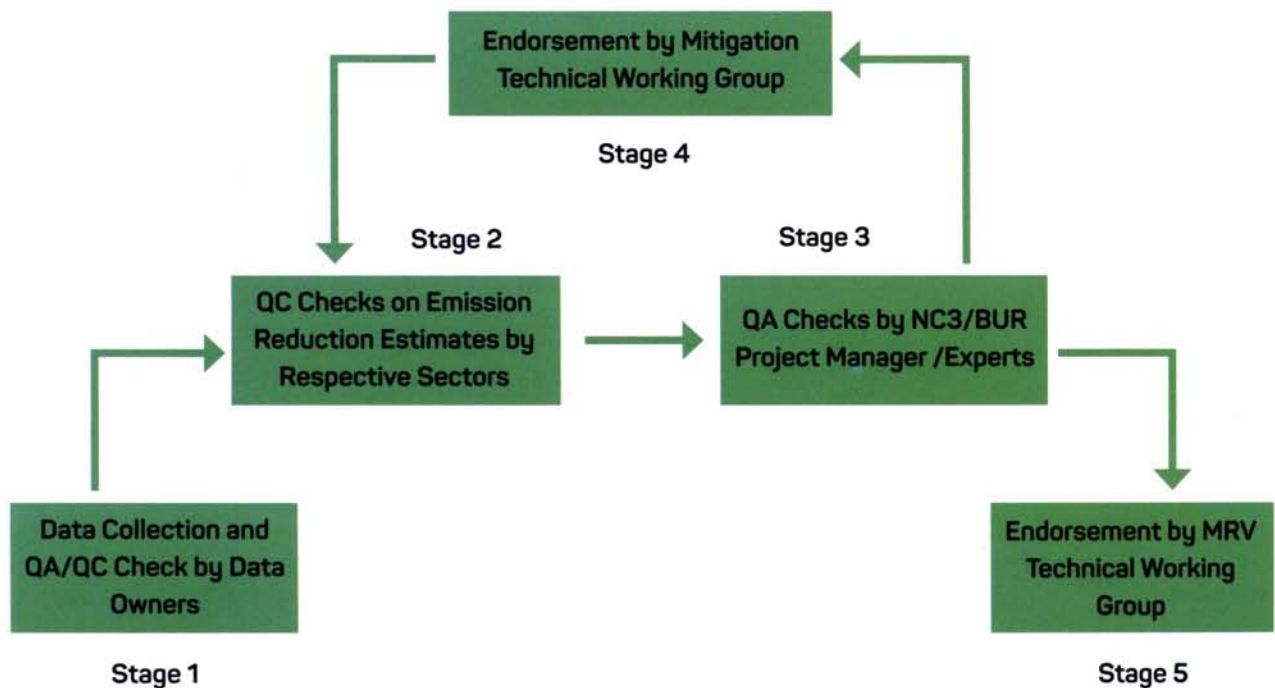 Endorsement by Mitigation
Technical Working Group
Stage 4
Stage 2
Stage 3
QC Checks on Emission
Reduction Estimates by
Respective Sectors
QA Checks by NC3/BUR
Project Manager /Experts
Data Collection and
QA/QC Check by Data
Owners
Stage 1
Endorsement by MRV
Technical Working
Group
Stage 5